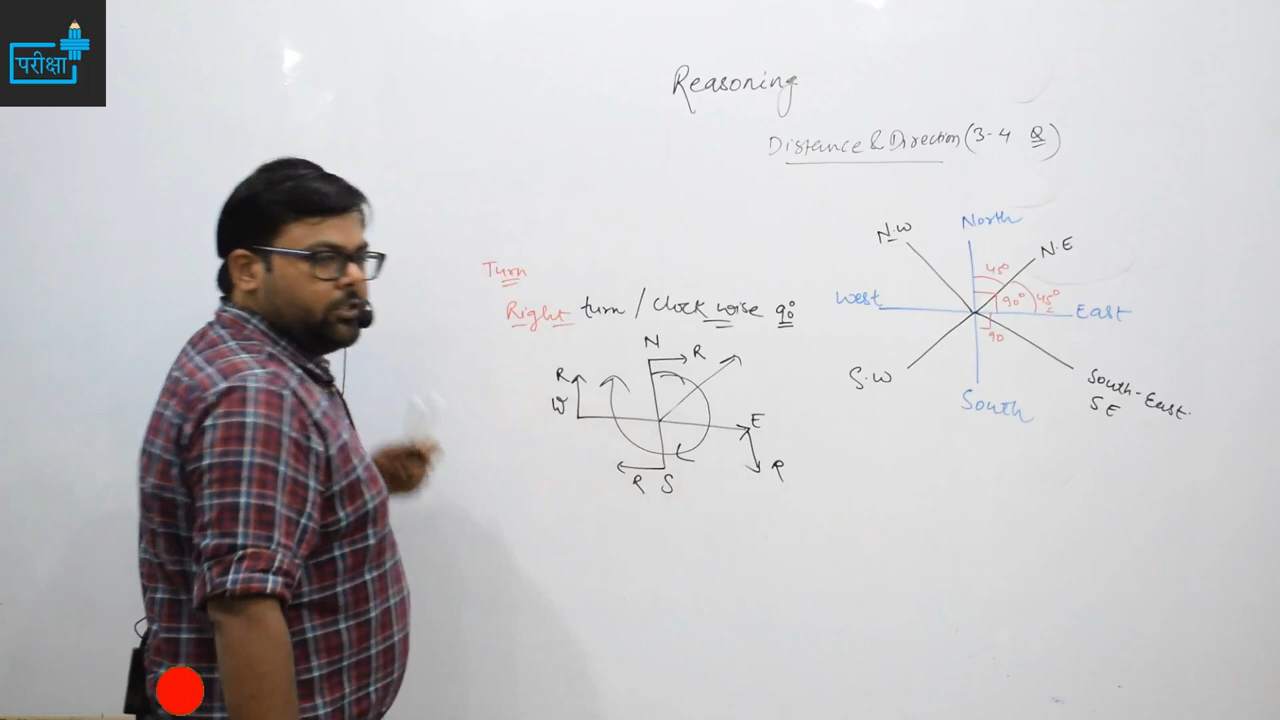 परीक्षा
Reasoning
Distance & Direction (3-4 Q)
North
N.W
N.E
45°
West
90°
45°
East
90
S.W
South-East
SE
South
Turn
Right turn / Clock wise 90°
N
R
R
W
E
R
S
R